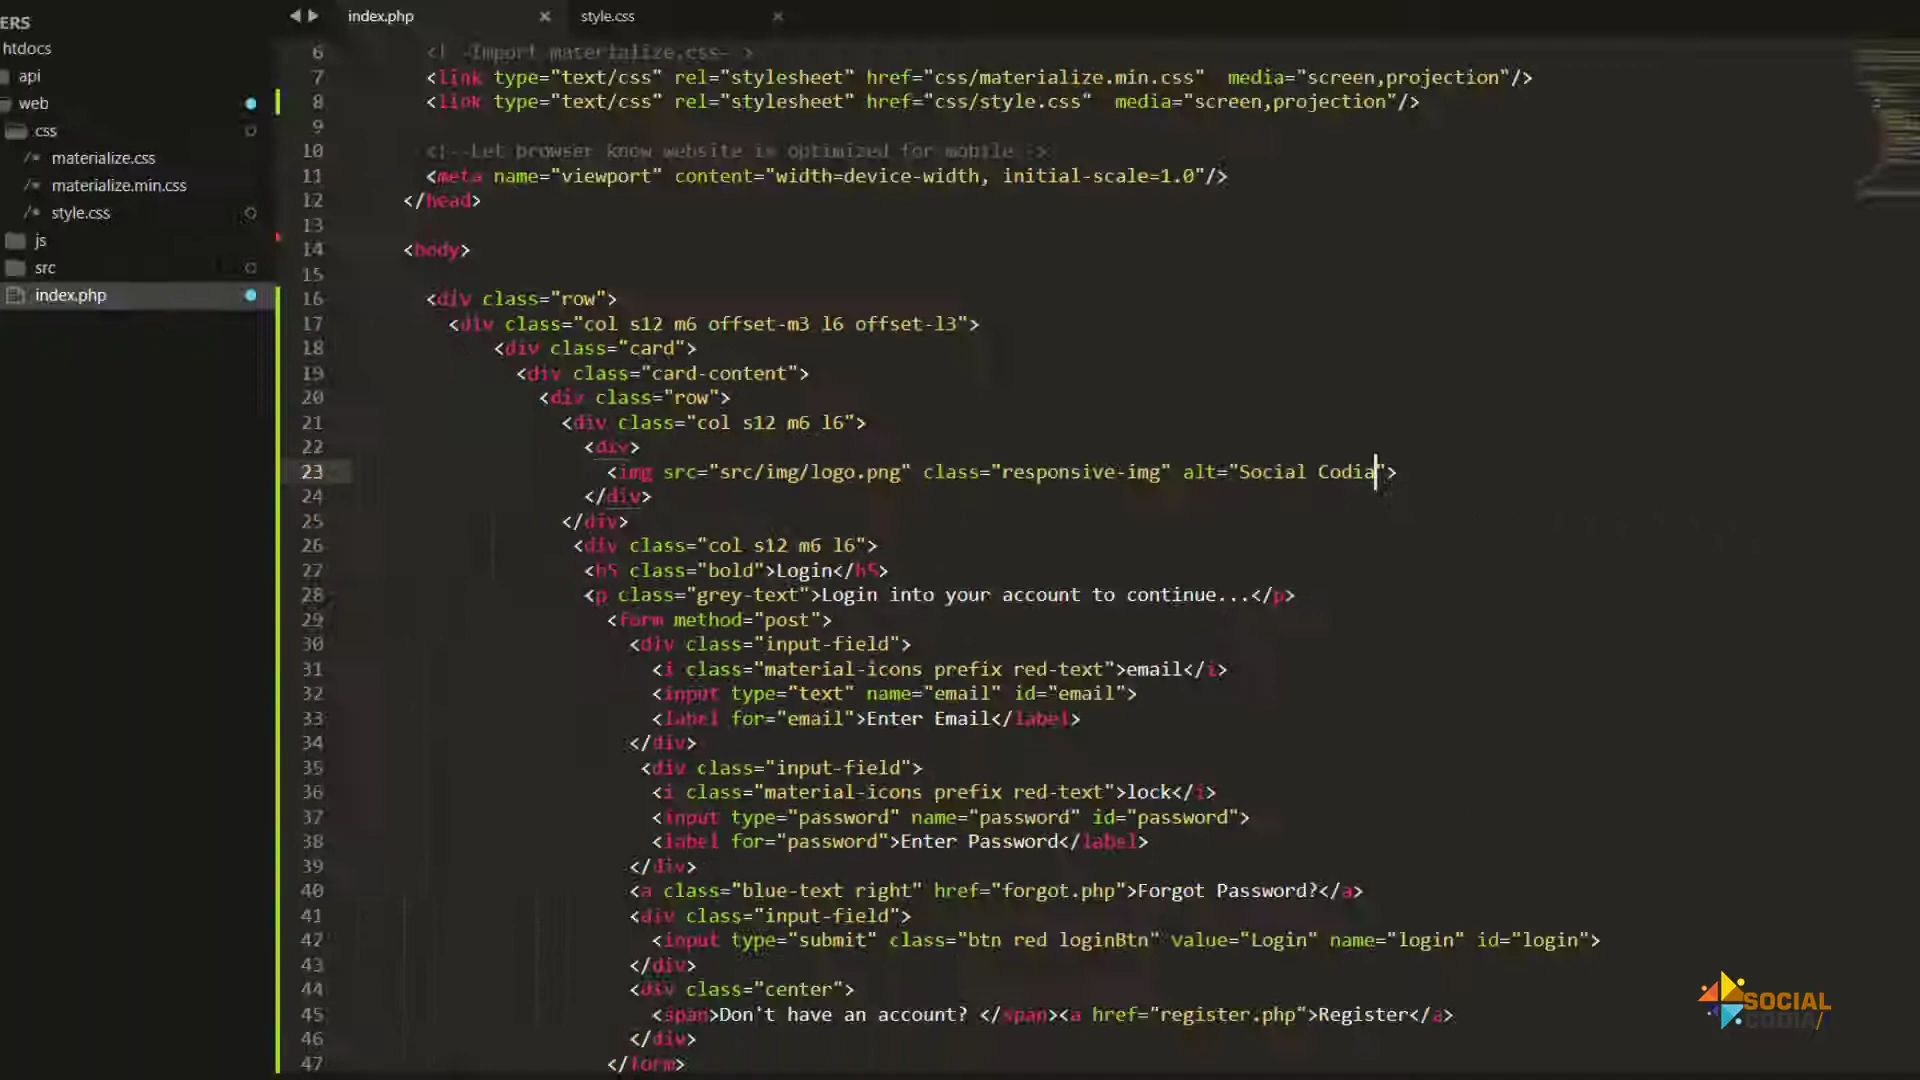 ERS
htdocs
api
web
css
/* materialize.css
/* materialize.min.css
/* style.css
js
src
index.php
index.php ×
style.css ×
6 <!--Import materialize.css-->
7 <link type="text/css" rel="stylesheet" href="css/materialize.min.css"  media="screen,projection"/>
8 <link type="text/css" rel="stylesheet" href="css/style.css"  media="screen,projection"/>
9
10 <!--Let browser know website is optimized for mobile-->
11 <meta name="viewport" content="width=device-width, initial-scale=1.0"/>
12 </head>
13
14 <body>
15
16 <div class="row">
17 <div class="col s12 m6 offset-m3 l6 offset-l3">
18 <div class="card">
19 <div class="card-content">
20 <div class="row">
21 <div class="col s12 m6 l6">
22 <div>
23 <img src="src/img/logo.png" class="responsive-img" alt="Social Codia">
24 </div>
25 </div>
26 <div class="col s12 m6 l6">
27 <h5 class="bold">Login</h5>
28 <p class="grey-text">Login into your account to continue...</p>
29 <form method="post">
30 <div class="input-field">
31 <i class="material-icons prefix red-text">email</i>
32 <input type="text" name="email" id="email">
33 <label for="email">Enter Email</label>
34 </div>
35 <div class="input-field">
36 <i class="material-icons prefix red-text">lock</i>
37 <input type="password" name="password" id="password">
38 <label for="password">Enter Password</label>
39 </div>
40 <a class="blue-text right" href="forgot.php">Forgot Password?</a>
41 <div class="input-field">
42 <input type="submit" class="btn red loginBtn" value="Login" name="login" id="login">
43 </div>
44 <div class="center">
45 <span>Don't have an account? </span><a href="register.php">Register</a>
46 </div>
47 </form>
SOCIAL
CODIA/